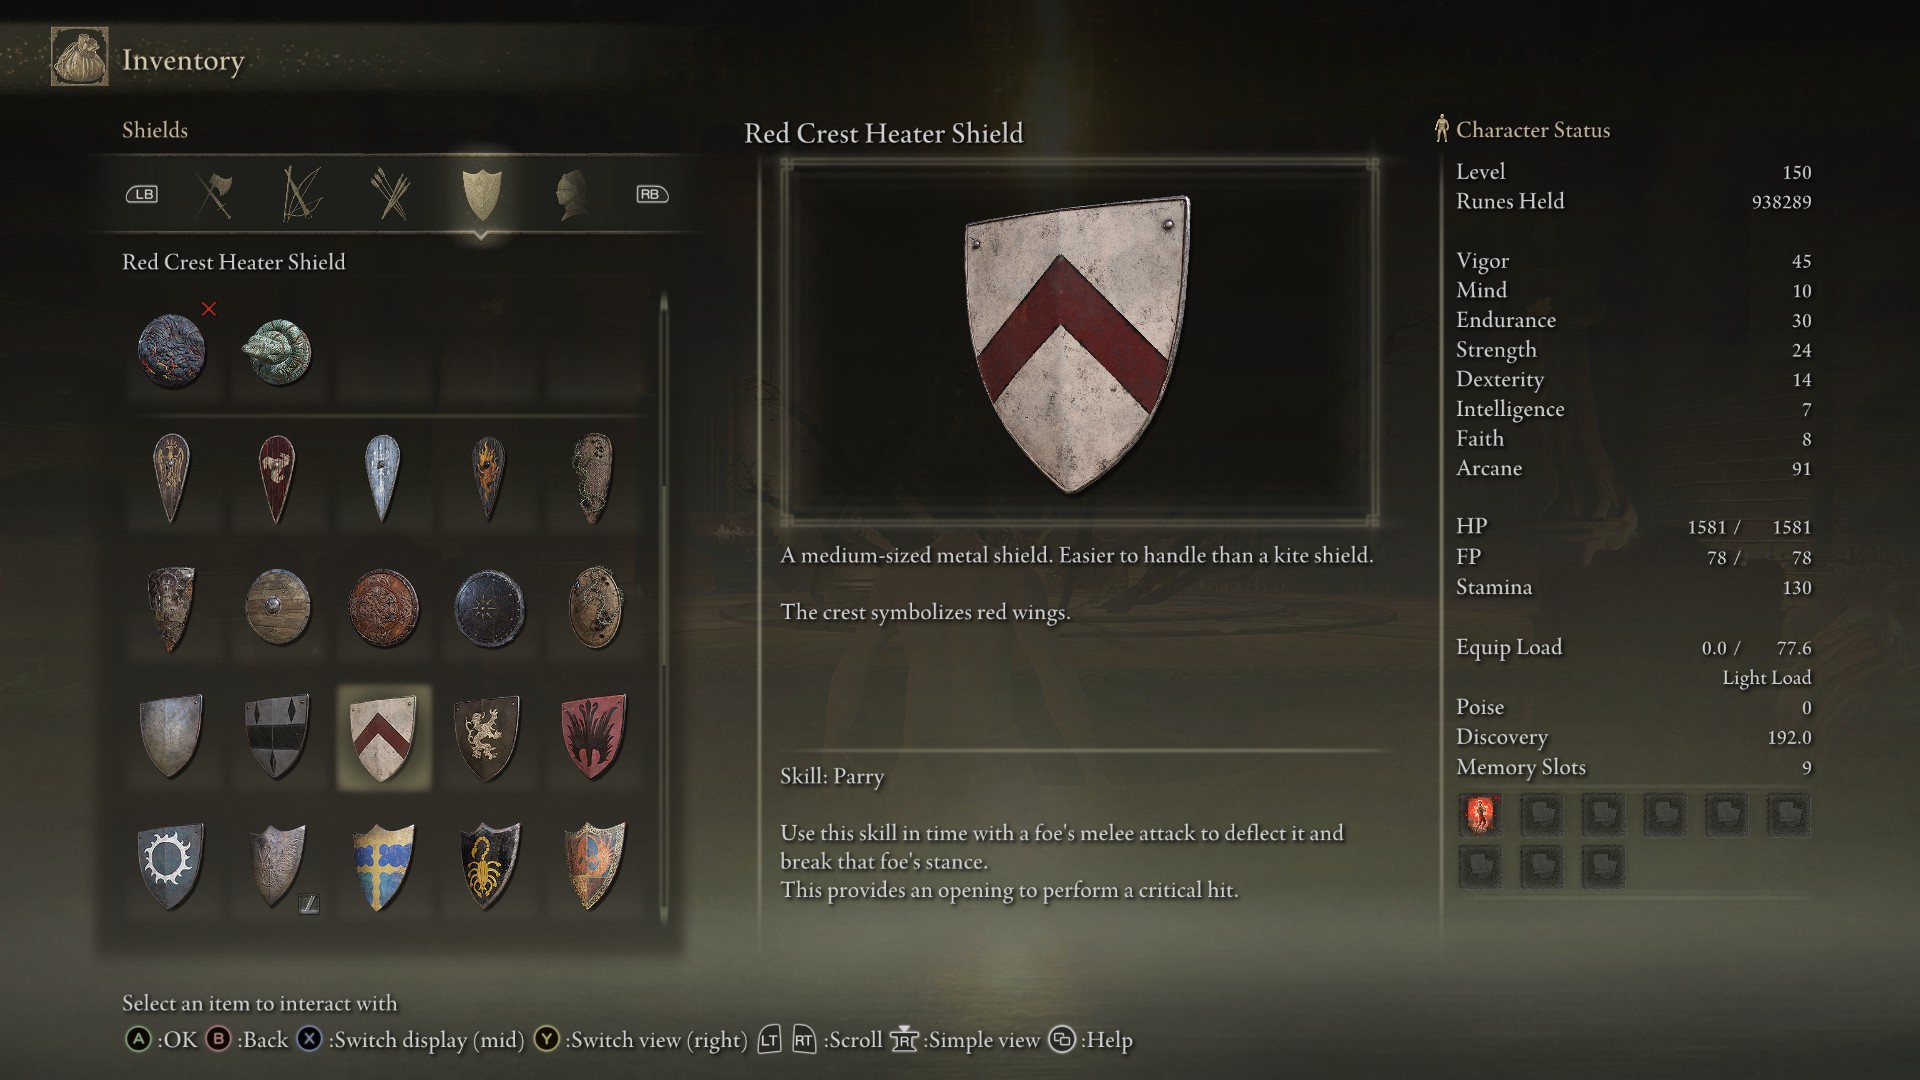 Inventory
Shields
LB
RB
Red Crest Heater Shield
Red Crest Heater Shield
A medium-sized metal shield. Easier to handle than a kite shield.
The crest symbolizes red wings.
Skill: Parry
Use this skill in time with a foe's melee attack to deflect it and
break that foe's stance.
This provides an opening to perform a critical hit.
Character Status
Level 150
Runes Held 938289
Vigor 45
Mind 10
Endurance 30
Strength 24
Dexterity 14
Intelligence 7
Faith 8
Arcane 91
HP 1581 / 1581
FP 78 / 78
Stamina 130
Equip Load 0.0 / 77.6
Light Load
Poise 0
Discovery 192.0
Memory Slots 9
Select an item to interact with
A :OK B :Back X :Switch display (mid) Y :Switch view (right) LT RT :Scroll R :Simple view :Help